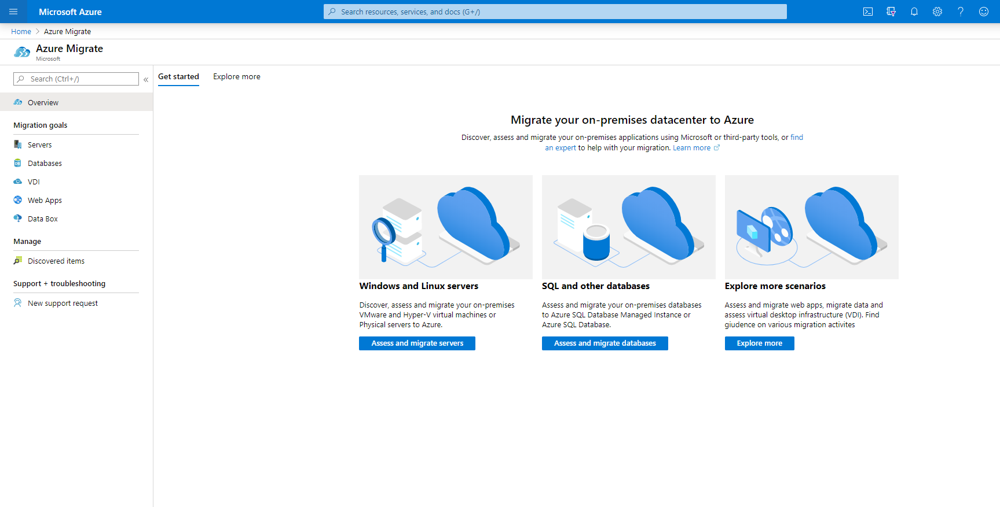 Microsoft Azure
Search resources, services, and docs (G+/)
Home > Azure Migrate
Azure Migrate
Microsoft
Search (Ctrl+/)
«
Overview
Migration goals
Servers
Databases
VDI
Web Apps
Data Box
Manage
Discovered items
Support + troubleshooting
New support request
Get started Explore more
Migrate your on-premises datacenter to Azure
Discover, assess and migrate your on-premises applications using Microsoft or third-party tools, or find
an expert to help with your migration. Learn more
Windows and Linux servers
Discover, assess and migrate your on-premises
VMware and Hyper-V virtual machines or
Physical servers to Azure.
Assess and migrate servers
SQL and other databases
Assess and migrate your on-premises databases
to Azure SQL Database Managed Instance or
Azure SQL Database.
Assess and migrate databases
Explore more scenarios
Assess and migrate web apps, migrate data and
assess virtual desktop infrastructure (VDI). Find
giudence on various migration activites
Explore more